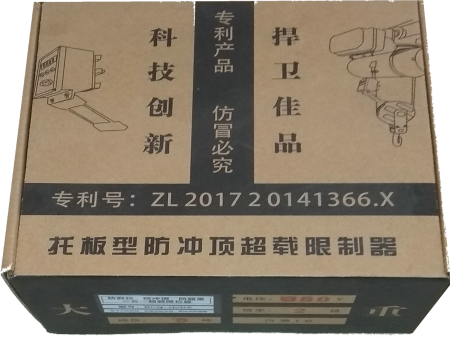 科技创新
专利产品
仿冒必究
捍卫佳品
专利号：ZL 2017 2 0141366.X
托板型防冲顶超载限制器